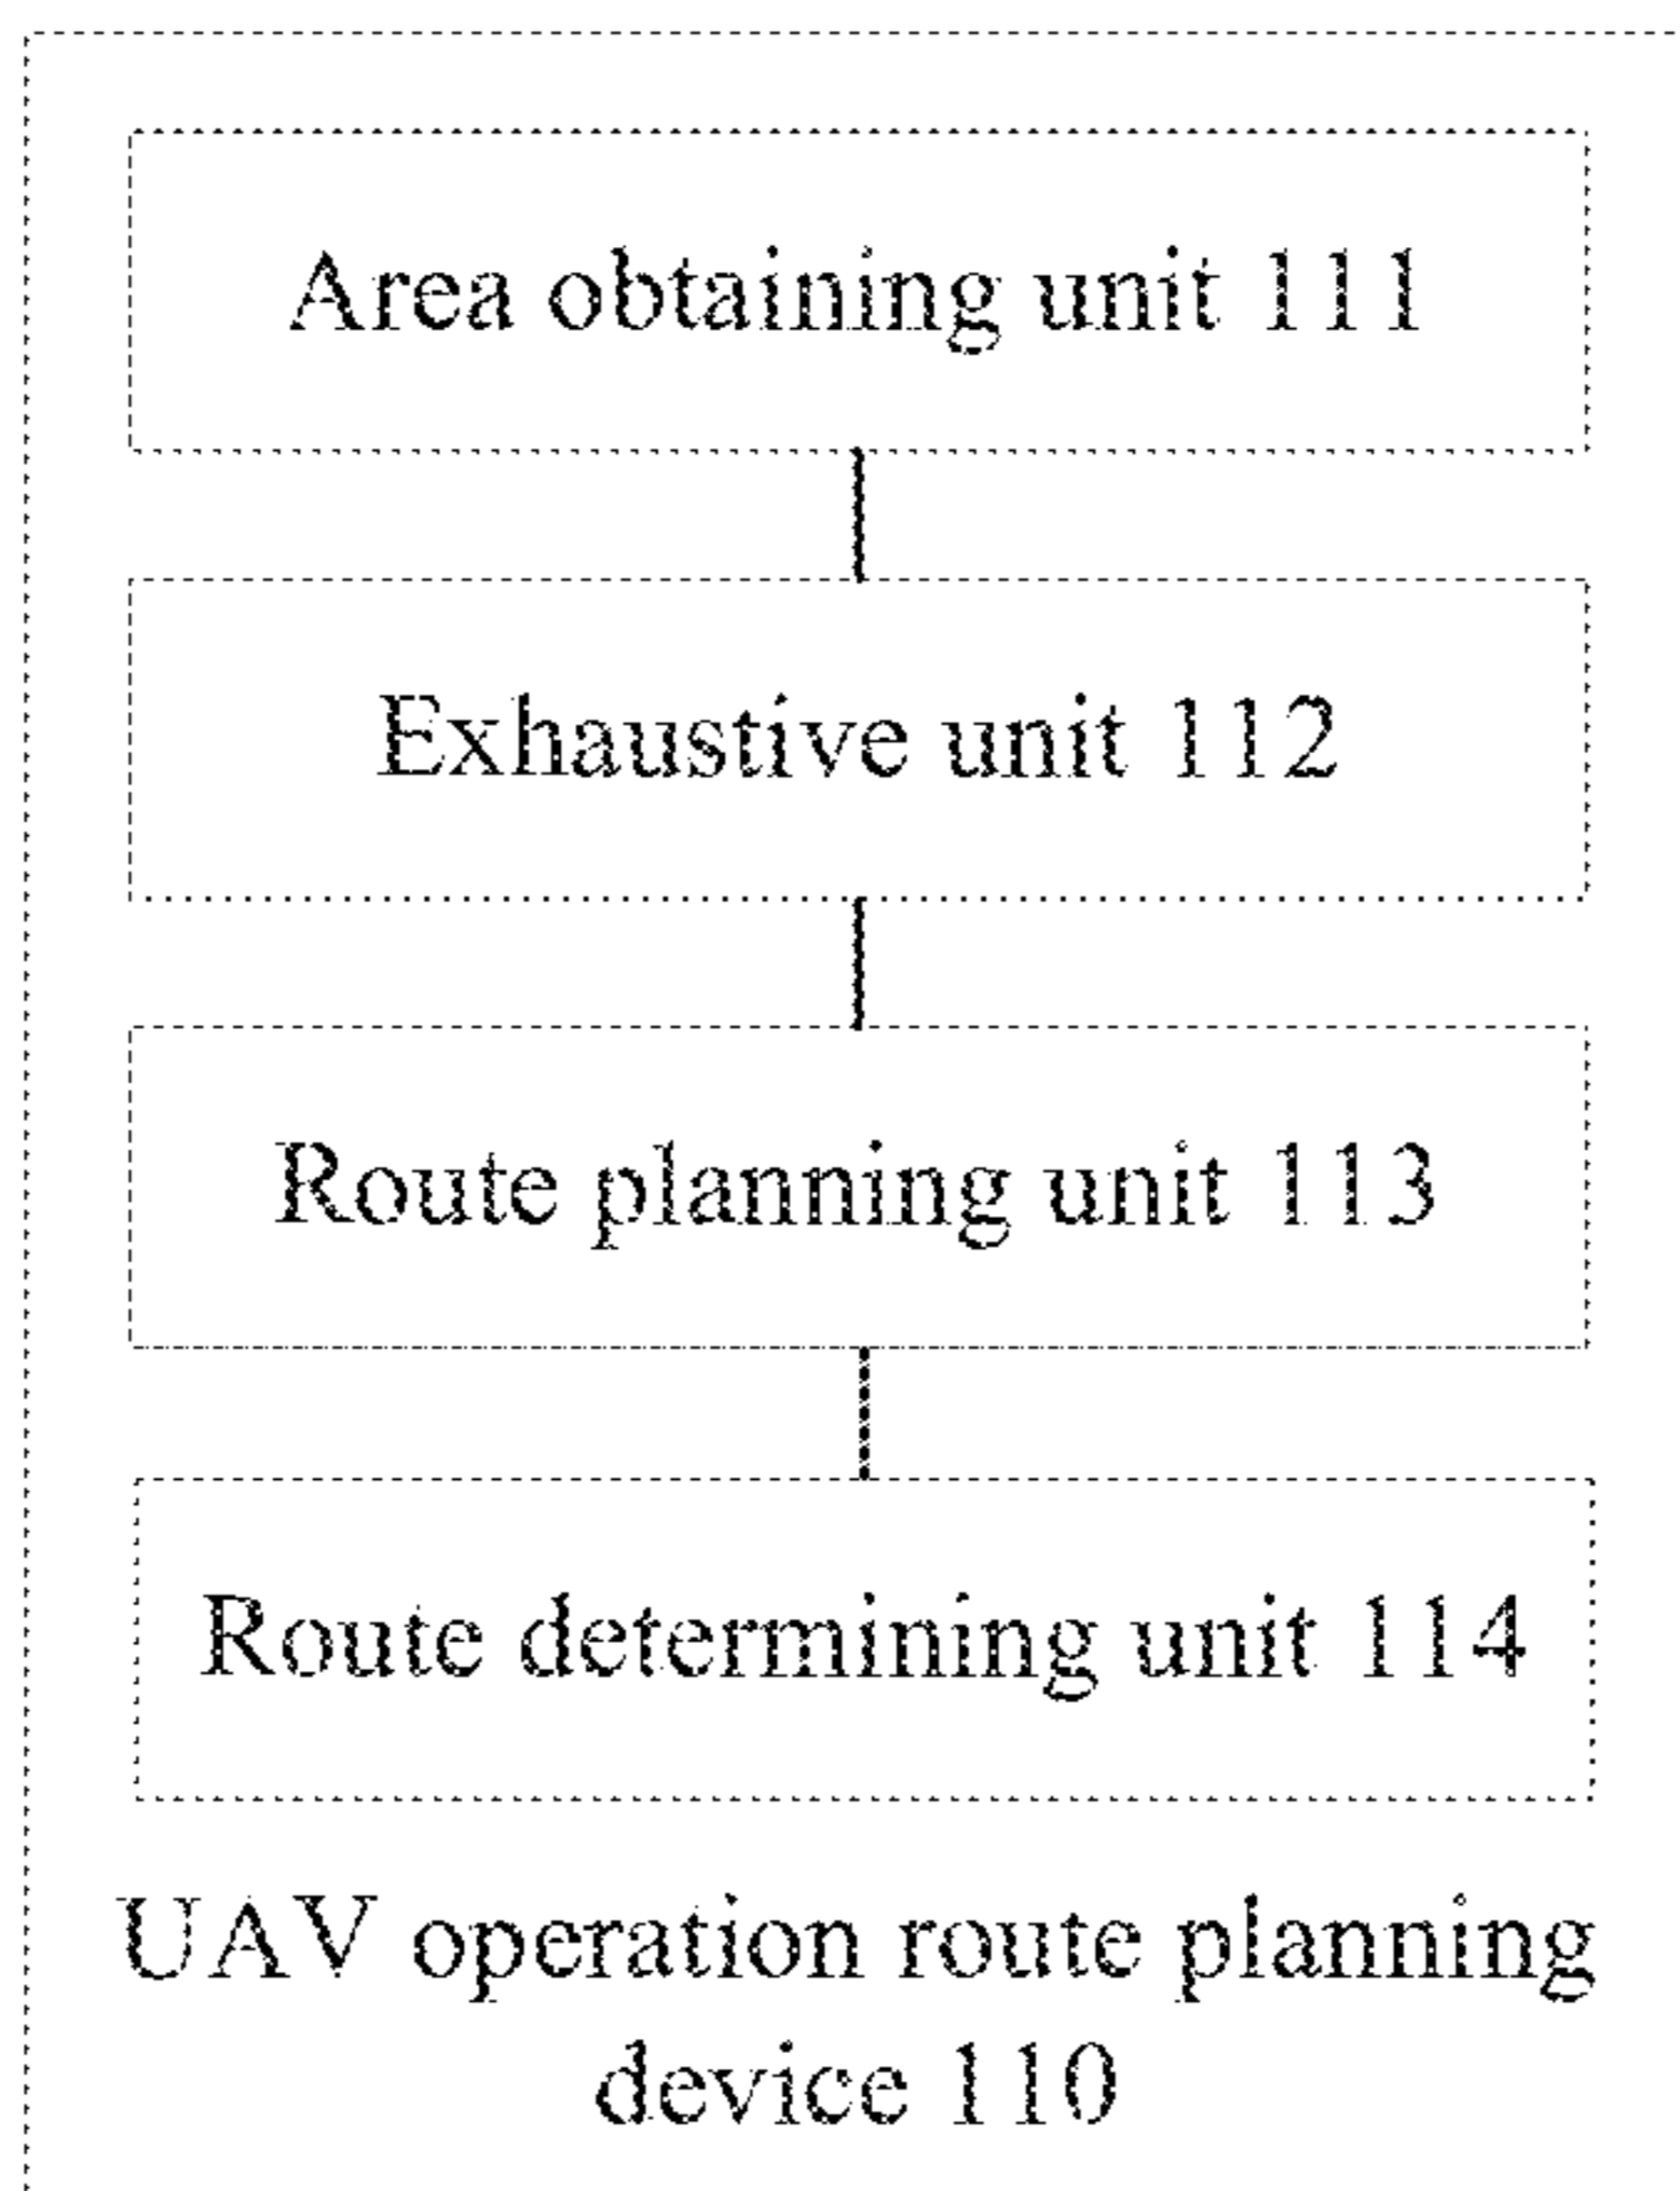 Area obtaining unit 111
Exhaustive unit 112
Route planning unit 113
Route determining unit 114
UAV operation route planning
device 110